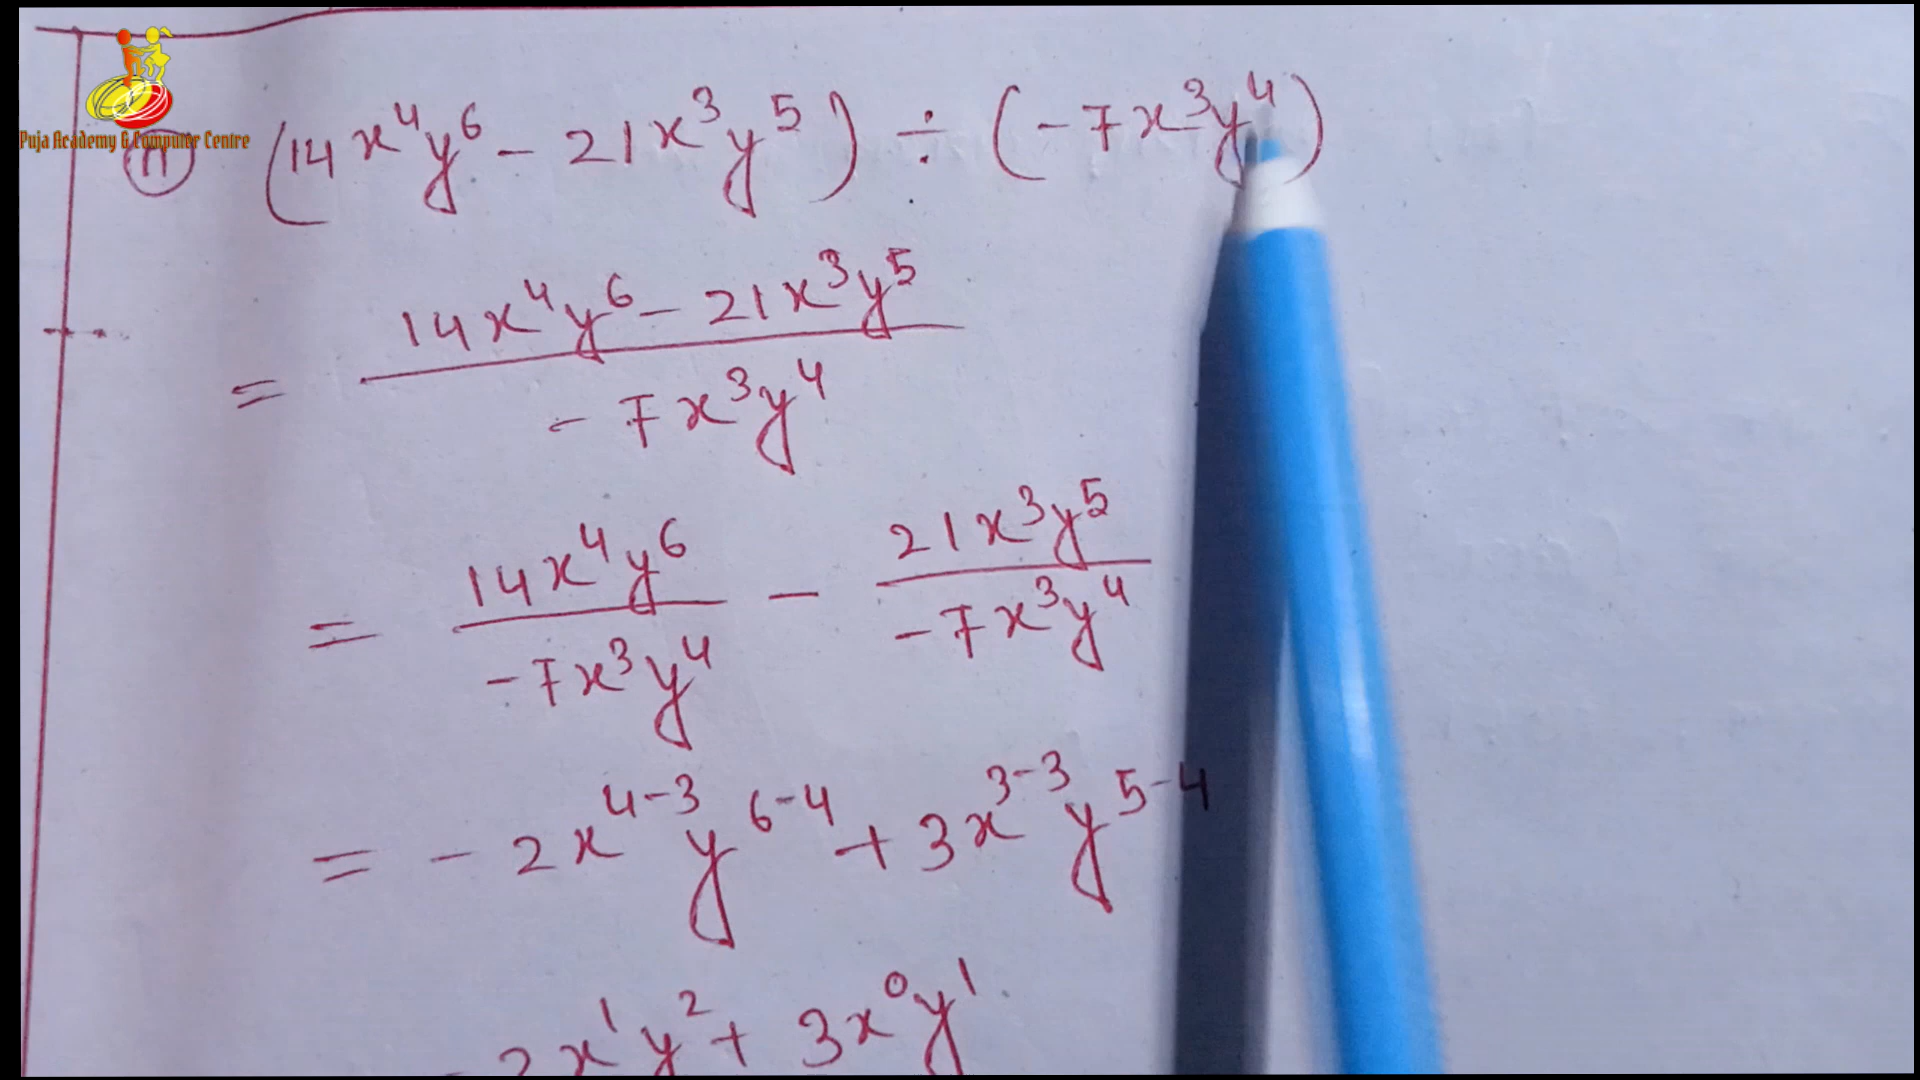 Puja Academy & Computer Centre
(14x⁴y⁶ - 21x³y⁵) ÷ (-7x³y⁴)
= 14x⁴y⁶ - 21x³y⁵ / -7x³y⁴
= 14x⁴y⁶ / -7x³y⁴ - 21x³y⁵ / -7x³y⁴
= -2x⁴⁻³y⁶⁻⁴ + 3x³⁻³y⁵⁻⁴
-2x¹y² + 3x⁰y¹